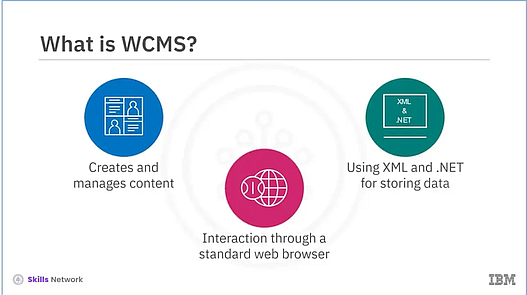 What is WCMS?
XML
&
.NET
Creates and
manages content
Using XML and .NET
for storing data
Interaction through a
standard web browser
Skills Network
IBM